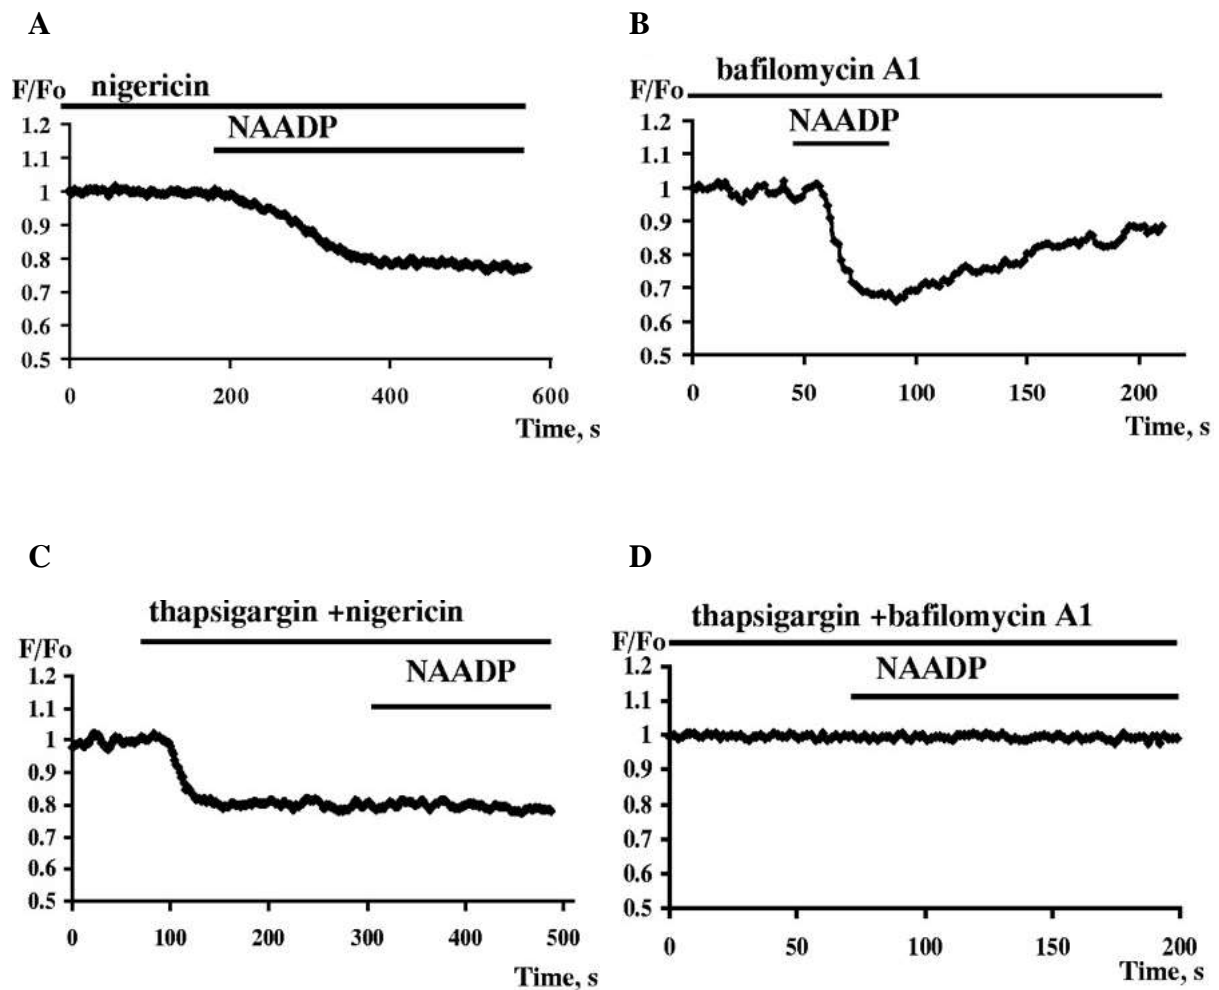 A
F/Fo nigericin
NAADP
1.2
1.1
1
0.9
0.8
0.7
0.6
0.5
0 200 400 600
Time, s
B
F/Fo bafilomycin A1
NAADP
1.2
1.1
1
0.9
0.8
0.7
0.6
0.5
0 50 100 150 200
Time, s
C
thapsigargin +nigericin
F/Fo
NAADP
1.2
1.1
1
0.9
0.8
0.7
0.6
0.5
0 100 200 300 400 500
Time, s
D
thapsigargin +bafilomycin A1
F/Fo
NAADP
1.2
1.1
1
0.9
0.8
0.7
0.6
0.5
0 50 100 150 200
Time, s